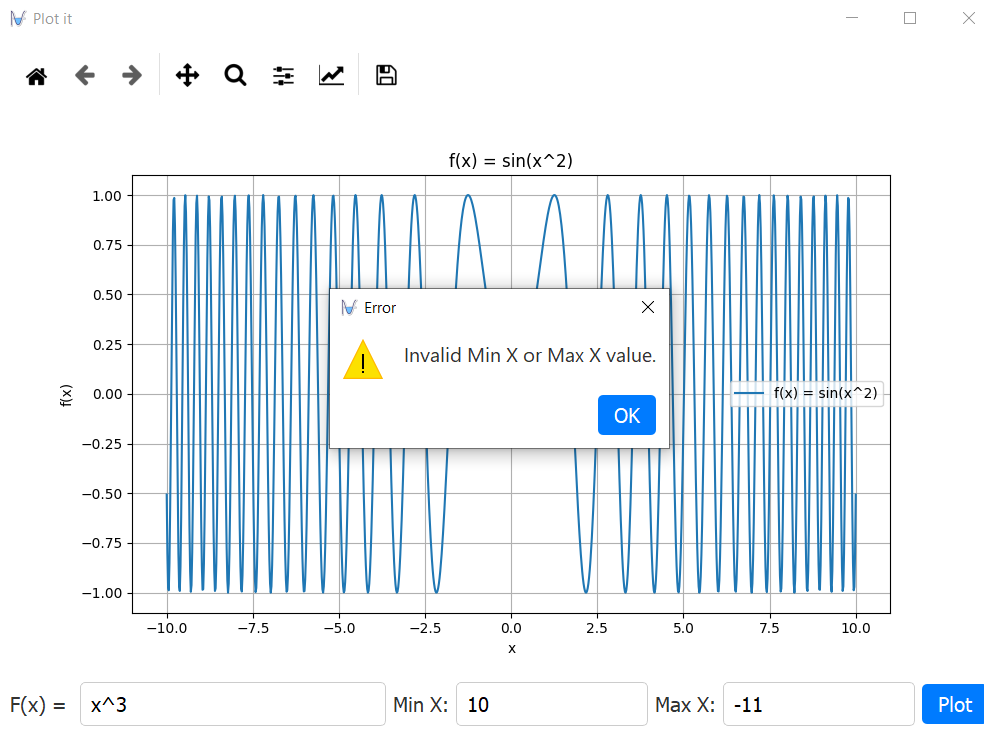 Plot it
f(x) = sin(x^2)
1.00
0.75
0.50
0.25
0.00
−0.25
−0.50
−0.75
−1.00
f(x)
Error
Invalid Min X or Max X value.
OK
f(x) = sin(x^2)
−10.0 −7.5 −5.0 −2.5 0.0 2.5 5.0 7.5 10.0
x
F(x) = x^3 Min X: 10 Max X: -11 Plot